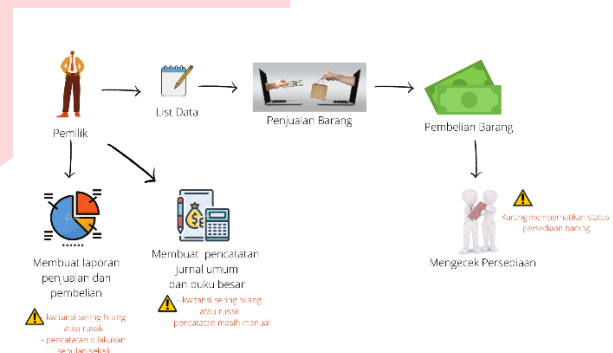 Pemilik
List Data
Penjualan Barang
Pembelian Barang
Membuat laporan
penjualan dan
pembelian
- kwitansi sering hilang
atau rusak
- pencatatan dilakukan
sebulan sekali
Membuat pencatatan
jurnal umum
dan buku besar
- kwitansi sering hilang
atau rusak
pencatatan masih manual
Mengecek Persediaan
Kurang memperhatikan status
persediaan barang